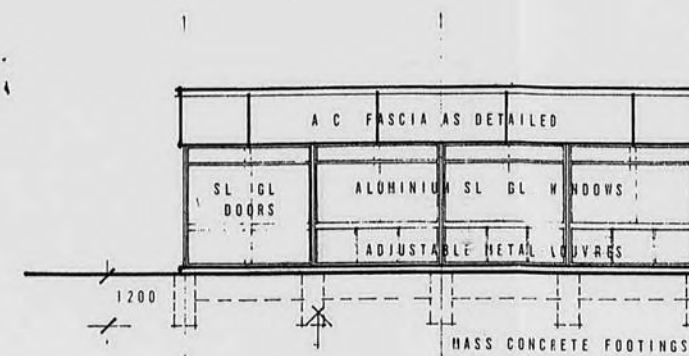 A C FASCIA AS DETAILED
SL GL DOORS
ALUMINIUM SL GL WINDOWS
ADJUSTABLE METAL LOUVRES
1200
MASS CONCRETE FOOTINGS